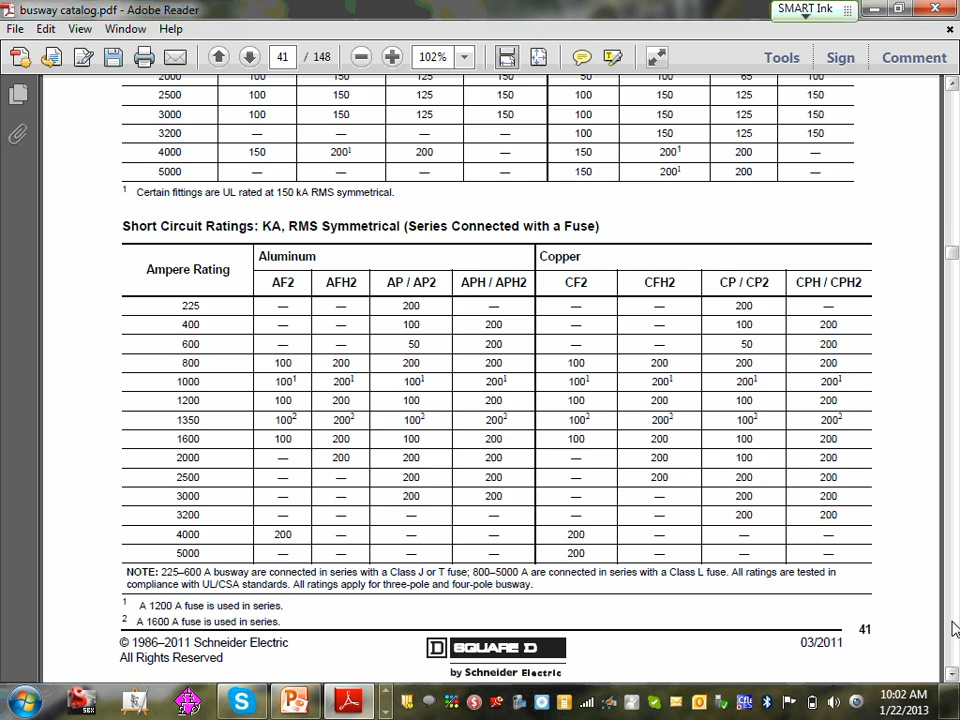 busway catalog.pdf - Adobe Reader
SMART Ink
File Edit View Window Help
41 / 148 102% Tools Sign Comment
2000 100 150 125 150 50 100 65 100
2500 100 150 125 150 100 150 125 150
3000 100 150 125 150 100 150 125 150
3200 — — — — 100 150 125 150
4000 150 200¹ 200 — 150 200¹ 200 —
5000 — — — — 150 200¹ 200 —
1 Certain fittings are UL rated at 150 kA RMS symmetrical.
Short Circuit Ratings: KA, RMS Symmetrical (Series Connected with a Fuse)
Ampere Rating Aluminum Copper
AF2 AFH2 AP / AP2 APH / APH2 CF2 CFH2 CP / CP2 CPH / CPH2
225 — — 200 — — — 200 —
400 — — 100 200 — — 100 200
600 — — 50 200 — — 50 200
800 100 200 200 200 100 200 200 200
1000 100¹ 200¹ 100¹ 200¹ 100¹ 200¹ 200¹ 200¹
1200 100 200 100 200 100 200 100 200
1350 100² 200² 100² 200² 100² 200² 100² 200²
1600 100 200 100 200 100 200 100 200
2000 — 200 200 200 — 200 100 200
2500 — — 200 200 — 200 200 200
3000 — — 200 200 — — 200 200
3200 — — — — — — 200 200
4000 200 — — — 200 — — —
5000 — — — — 200 — — —
NOTE: 225–600 A busway are connected in series with a Class J or T fuse; 800–5000 A are connected in series with a Class L fuse. All ratings are tested in
compliance with UL/CSA standards. All ratings apply for three-pole and four-pole busway.
1 A 1200 A fuse is used in series.
2 A 1600 A fuse is used in series.
41
© 1986–2011 Schneider Electric
All Rights Reserved
D SQUARE D
by Schneider Electric
03/2011
10:02 AM
1/22/2013